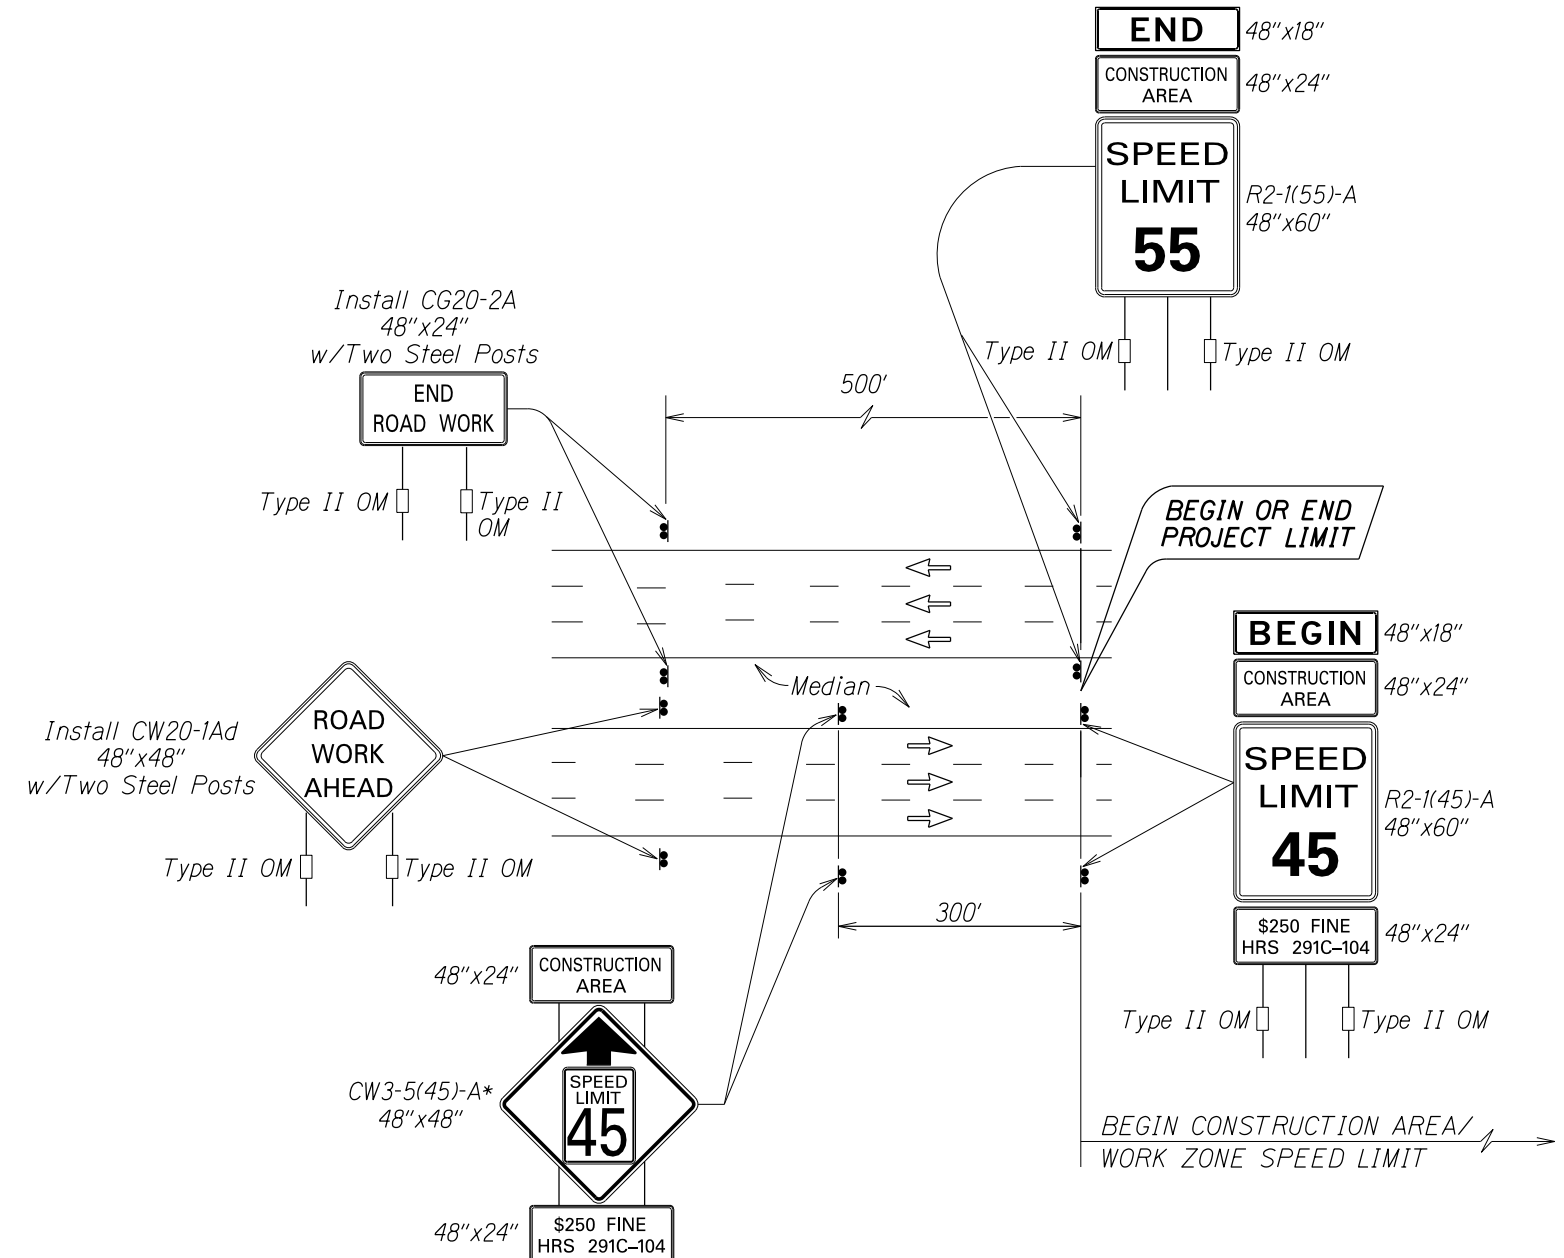 END
48"x18"
CONSTRUCTION
AREA
48"x24"
SPEED
LIMIT
55
R2-1(55)-A
48"x60"
Type II OM
Type II OM
Install CG20-2A
48"x24"
w/Two Steel Posts
END
ROAD WORK
Type II OM
Type II
OM
500'
BEGIN OR END
PROJECT LIMIT
Median
BEGIN
48"x18"
CONSTRUCTION
AREA
48"x24"
SPEED
LIMIT
45
R2-1(45)-A
48"x60"
$250 FINE
HRS 291C–104
48"x24"
Type II OM
Type II OM
Install CW20-1Ad
48"x48"
w/Two Steel Posts
ROAD
WORK
AHEAD
Type II OM
Type II OM
300'
48"x24"
CONSTRUCTION
AREA
CW3-5(45)-A*
48"x48"
SPEED
LIMIT
45
48"x24"
$250 FINE
HRS 291C–104
BEGIN CONSTRUCTION AREA/
WORK ZONE SPEED LIMIT